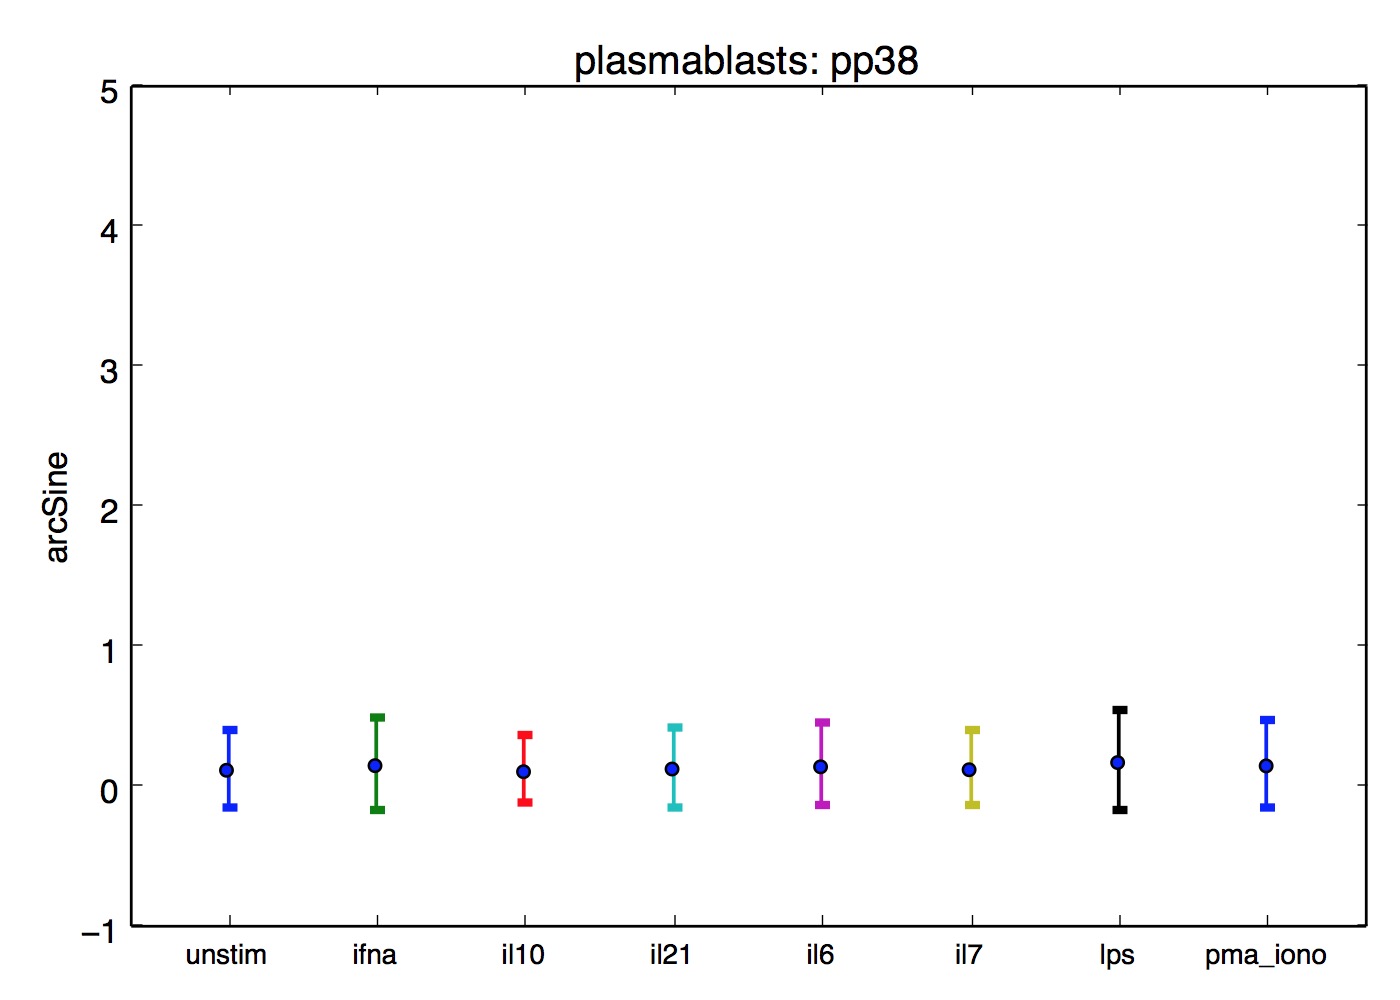 plasmablasts: pp38
5
4
3
2
1
0
−1
arcSine
unstim ifna il10 il21 il6 il7 lps pma_iono